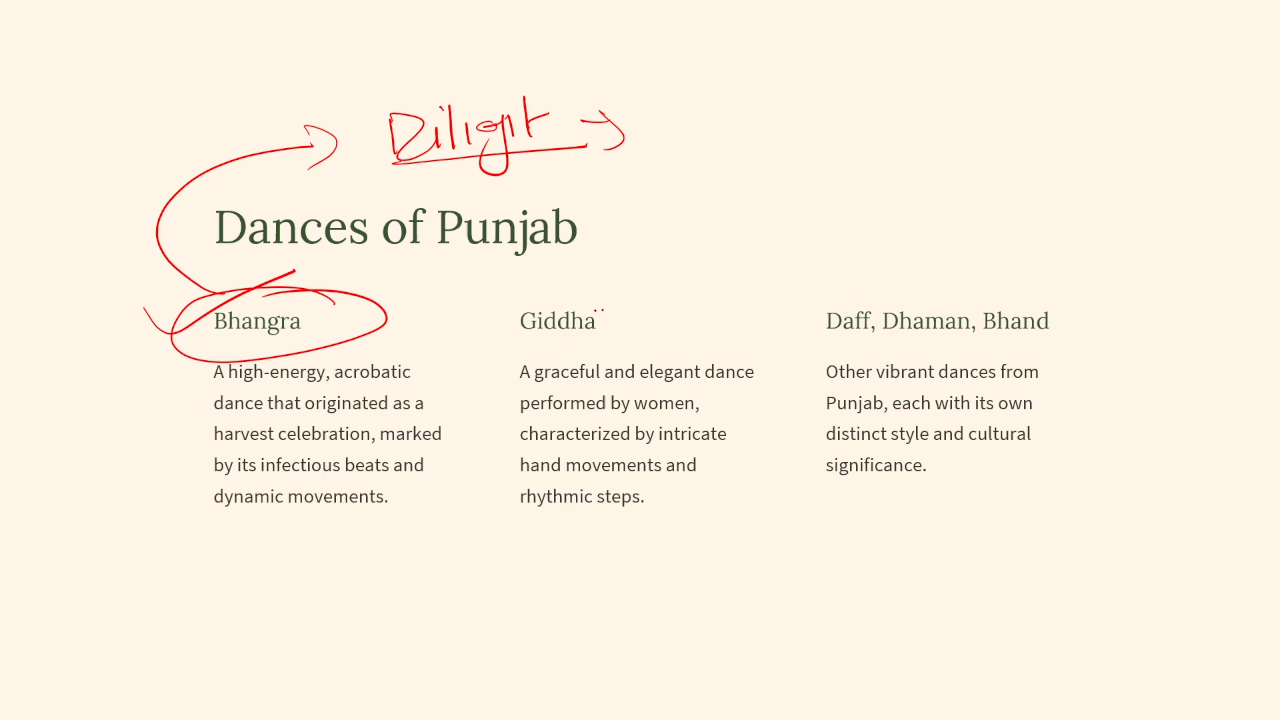 Diljit
Dances of Punjab
Bhangra
A high-energy, acrobatic
dance that originated as a
harvest celebration, marked
by its infectious beats and
dynamic movements.
Giddha
A graceful and elegant dance
performed by women,
characterized by intricate
hand movements and
rhythmic steps.
Daff, Dhaman, Bhand
Other vibrant dances from
Punjab, each with its own
distinct style and cultural
significance.